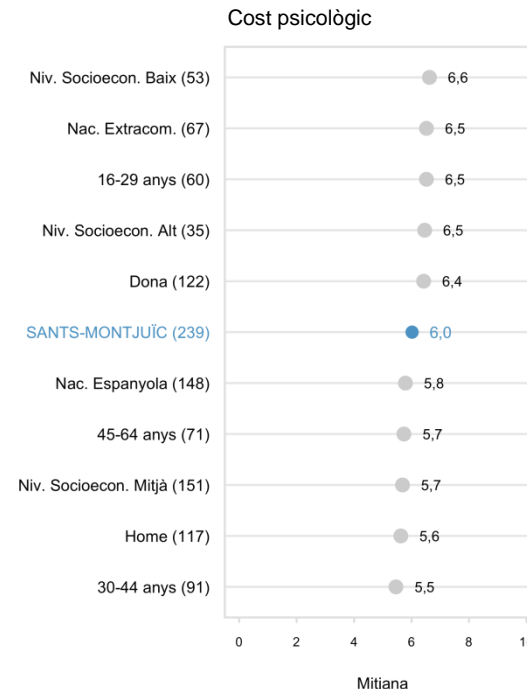 Cost psicològic
Niv. Socioecon. Baix (53) 6,6
Nac. Extracom. (67) 6,5
16-29 anys (60) 6,5
Niv. Socioecon. Alt (35) 6,5
Dona (122) 6,4
SANTS-MONTJUÏC (239) 6,0
Nac. Espanyola (148) 5,8
45-64 anys (71) 5,7
Niv. Socioecon. Mitjà (151) 5,7
Home (117) 5,6
30-44 anys (91) 5,5
0 2 4 6 8 10
Mitjana